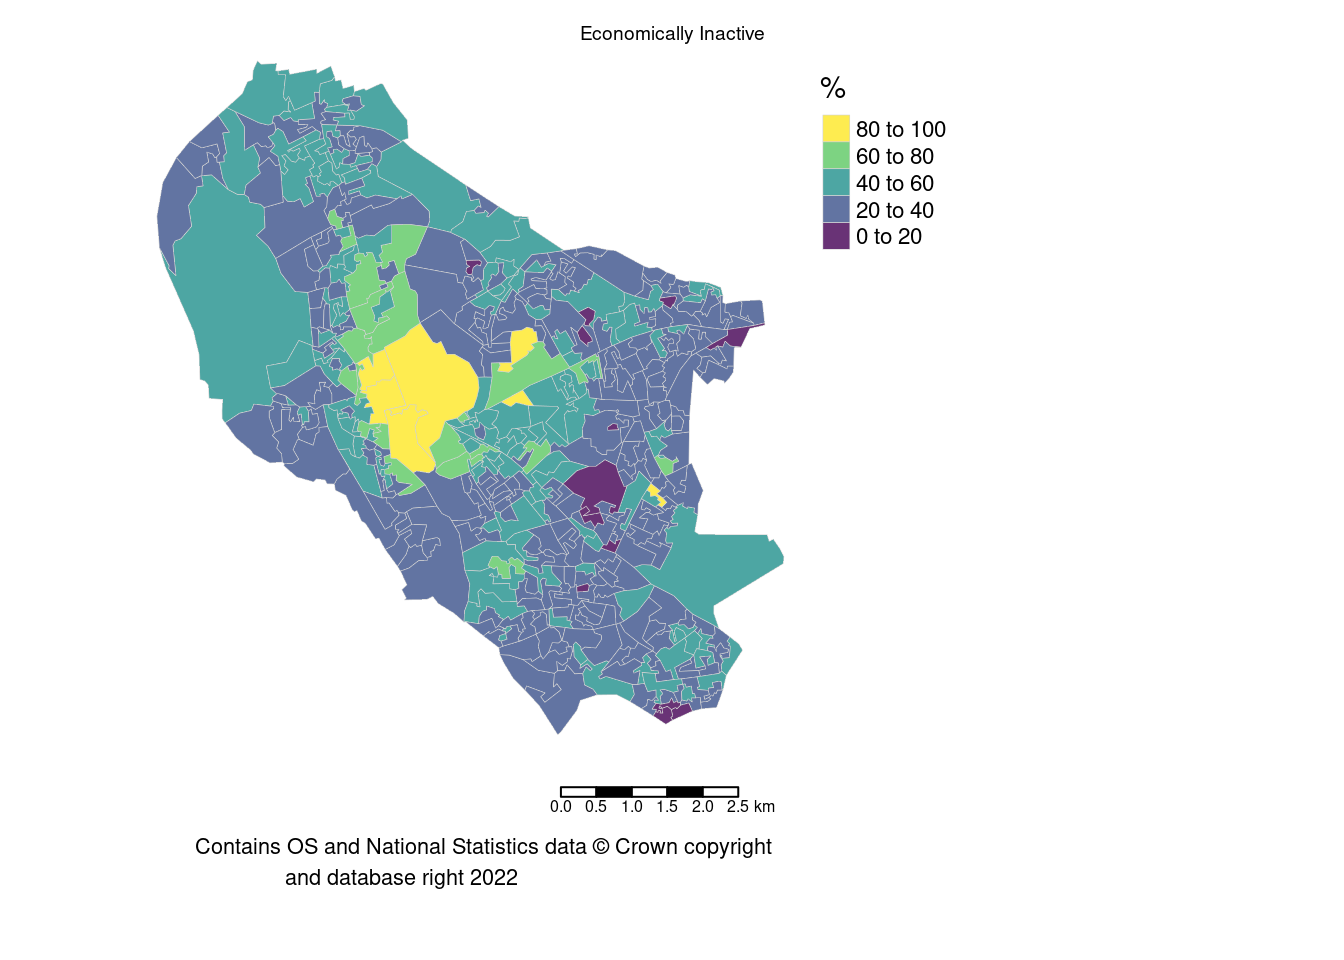 Economically Inactive
%
80 to 100
60 to 80
40 to 60
20 to 40
0 to 20
0.0 0.5 1.0 1.5 2.0 2.5 km
Contains OS and National Statistics data © Crown copyright
and database right 2022